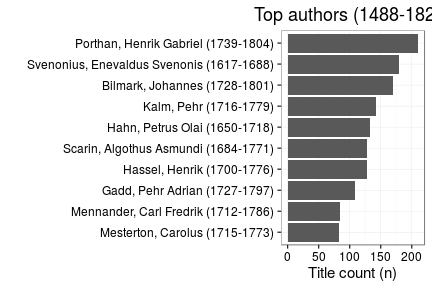 Top authors (1488-182
Porthan, Henrik Gabriel (1739-1804)
Svenonius, Enevaldus Svenonis (1617-1688)
Bilmark, Johannes (1728-1801)
Kalm, Pehr (1716-1779)
Hahn, Petrus Olai (1650-1718)
Scarin, Algothus Asmundi (1684-1771)
Hassel, Henrik (1700-1776)
Gadd, Pehr Adrian (1727-1797)
Mennander, Carl Fredrik (1712-1786)
Mesterton, Carolus (1715-1773)
0 50 100 150 200
Title count (n)